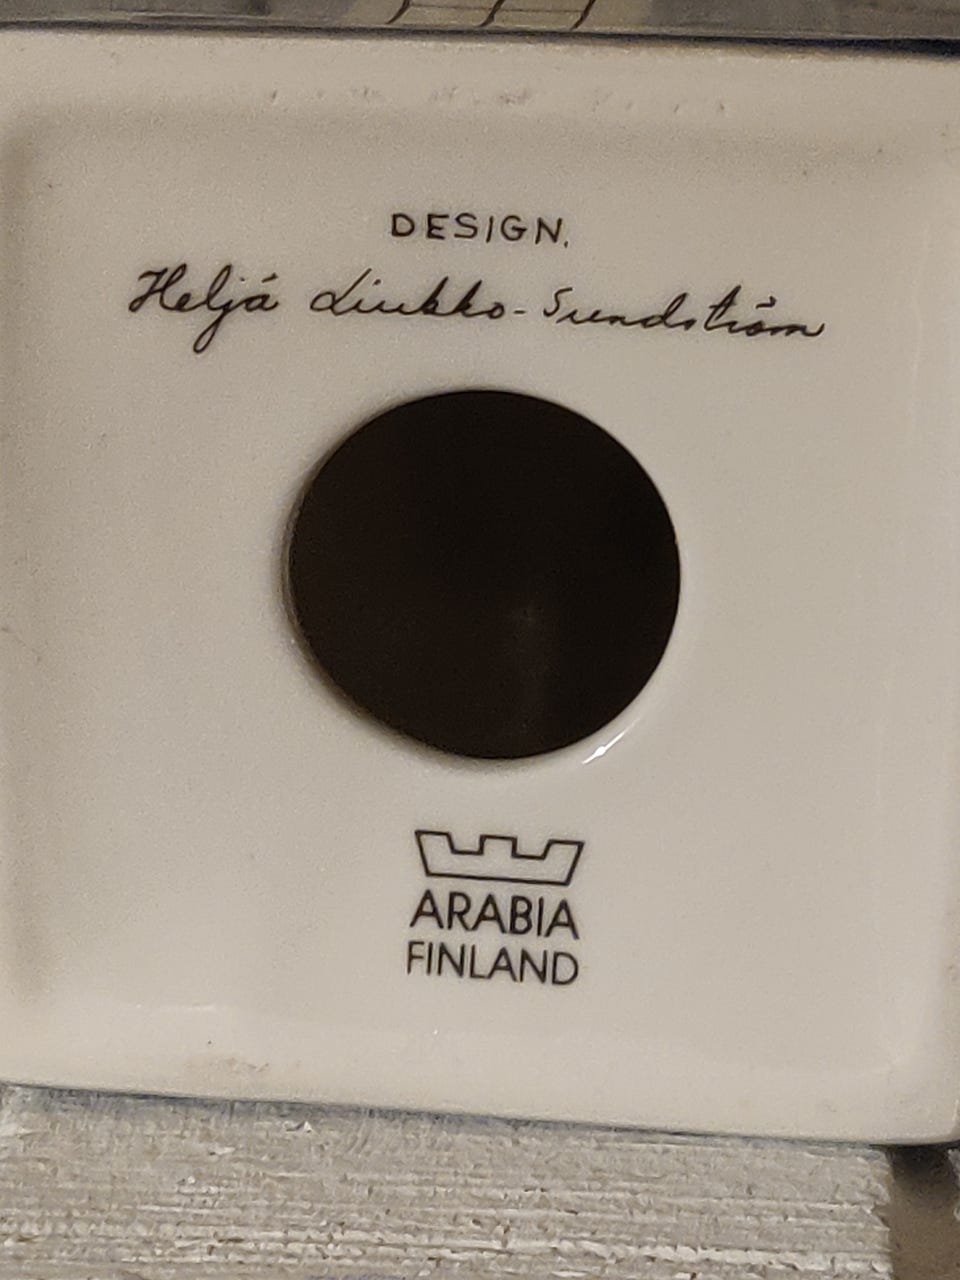 DESIGN.
Heljä Liukko-Sundström
ARABIA
FINLAND